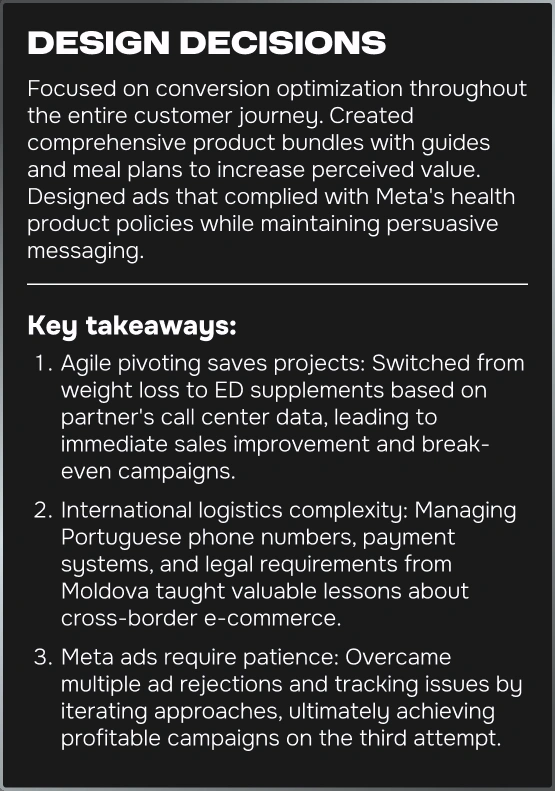 DESIGN DECISIONS
Focused on conversion optimization throughout
the entire customer journey. Created
comprehensive product bundles with guides
and meal plans to increase perceived value.
Designed ads that complied with Meta's health
product policies while maintaining persuasive
messaging.
Key takeaways:
1. Agile pivoting saves projects: Switched from
weight loss to ED supplements based on
partner's call center data, leading to
immediate sales improvement and break-
even campaigns.
2. International logistics complexity: Managing
Portuguese phone numbers, payment
systems, and legal requirements from
Moldova taught valuable lessons about
cross-border e-commerce.
3. Meta ads require patience: Overcame
multiple ad rejections and tracking issues by
iterating approaches, ultimately achieving
profitable campaigns on the third attempt.